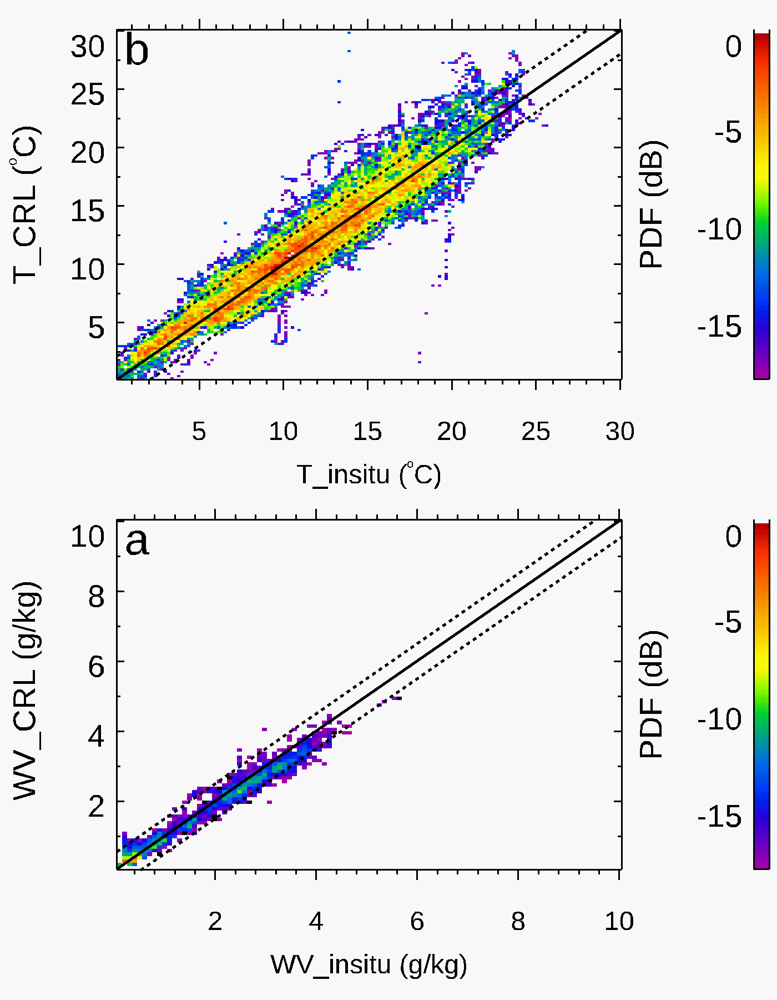 b
30
25
20
15
10
5
T_CRL (°C)
5 10 15 20 25 30
T_insitu (°C)
0
-5
-10
-15
PDF (dB)
a
10
8
6
4
2
WV_CRL (g/kg)
2 4 6 8 10
WV_insitu (g/kg)
0
-5
-10
-15
PDF (dB)